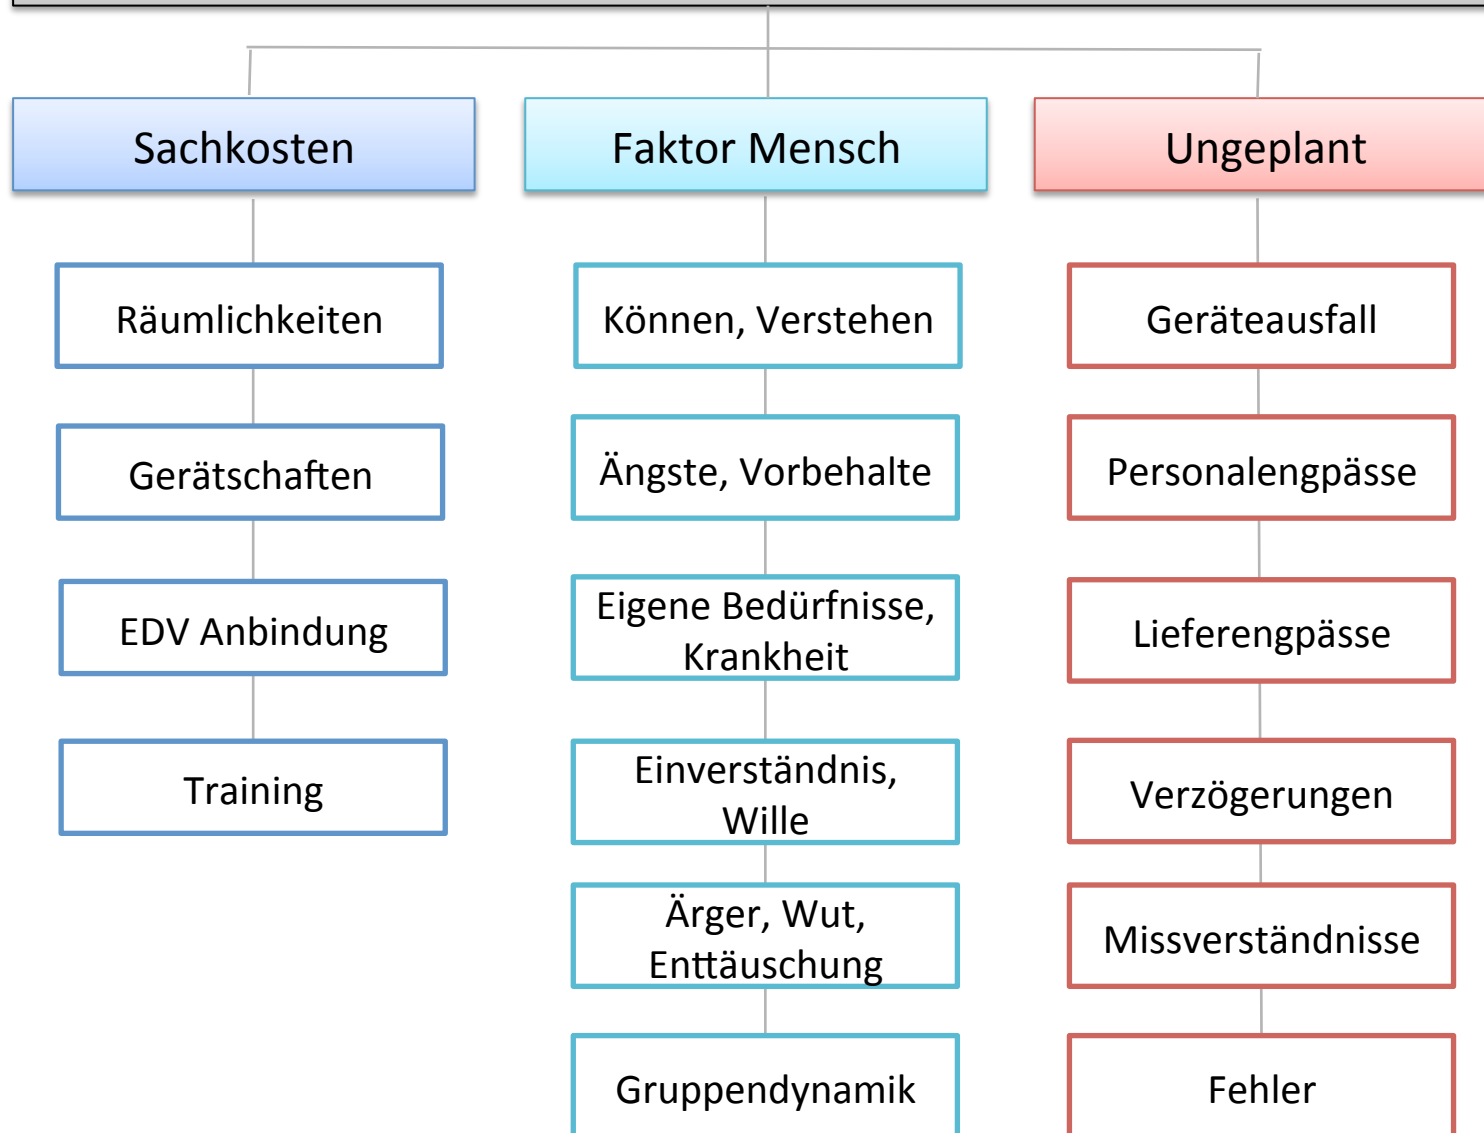 Sachkosten
Faktor Mensch
Ungeplant
Räumlichkeiten
Können, Verstehen
Geräteausfall
Gerätschaften
Ängste, Vorbehalte
Personalengpässe
EDV Anbindung
Eigene Bedürfnisse,
Krankheit
Lieferengpässe
Training
Einverständnis,
Wille
Verzögerungen
Ärger, Wut,
Enttäuschung
Missverständnisse
Gruppendynamik
Fehler